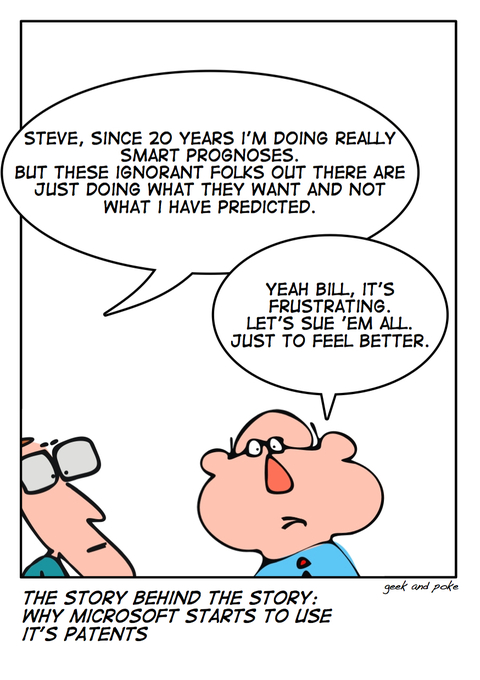 STEVE, SINCE 20 YEARS I'M DOING REALLY
SMART PROGNOSES.
BUT THESE IGNORANT FOLKS OUT THERE ARE
JUST DOING WHAT THEY WANT AND NOT
WHAT I HAVE PREDICTED.
YEAH BILL, IT'S
FRUSTRATING.
LET'S SUE 'EM ALL.
JUST TO FEEL BETTER.
geek and poke
THE STORY BEHIND THE STORY:
WHY MICROSOFT STARTS TO USE
IT'S PATENTS